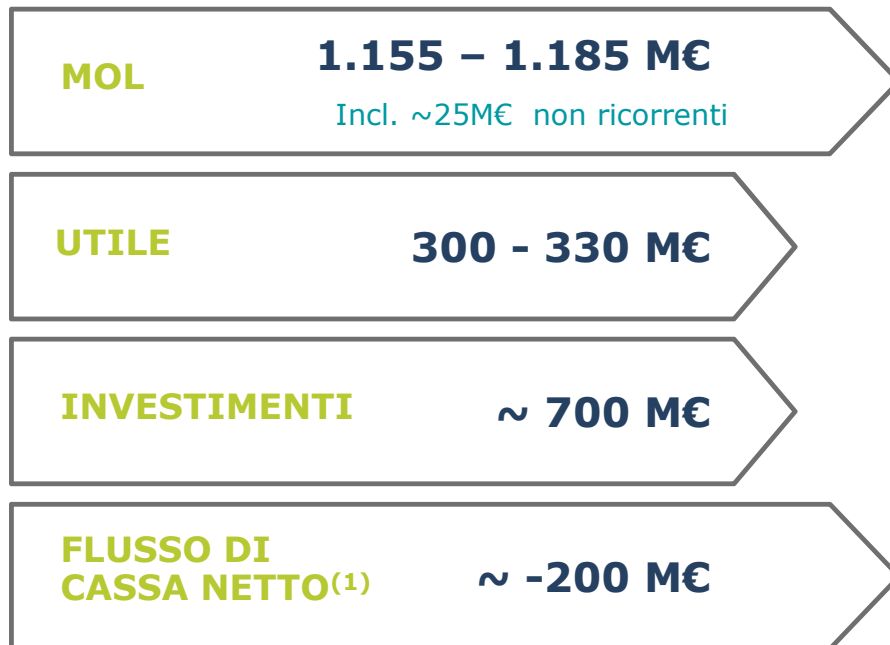 MOL
1.155 – 1.185 M€
Incl. ~25M€ non ricorrenti
UTILE
300 - 330 M€
INVESTIMENTI
~ 700 M€
FLUSSO DI
CASSA NETTO(1)
~ -200 M€